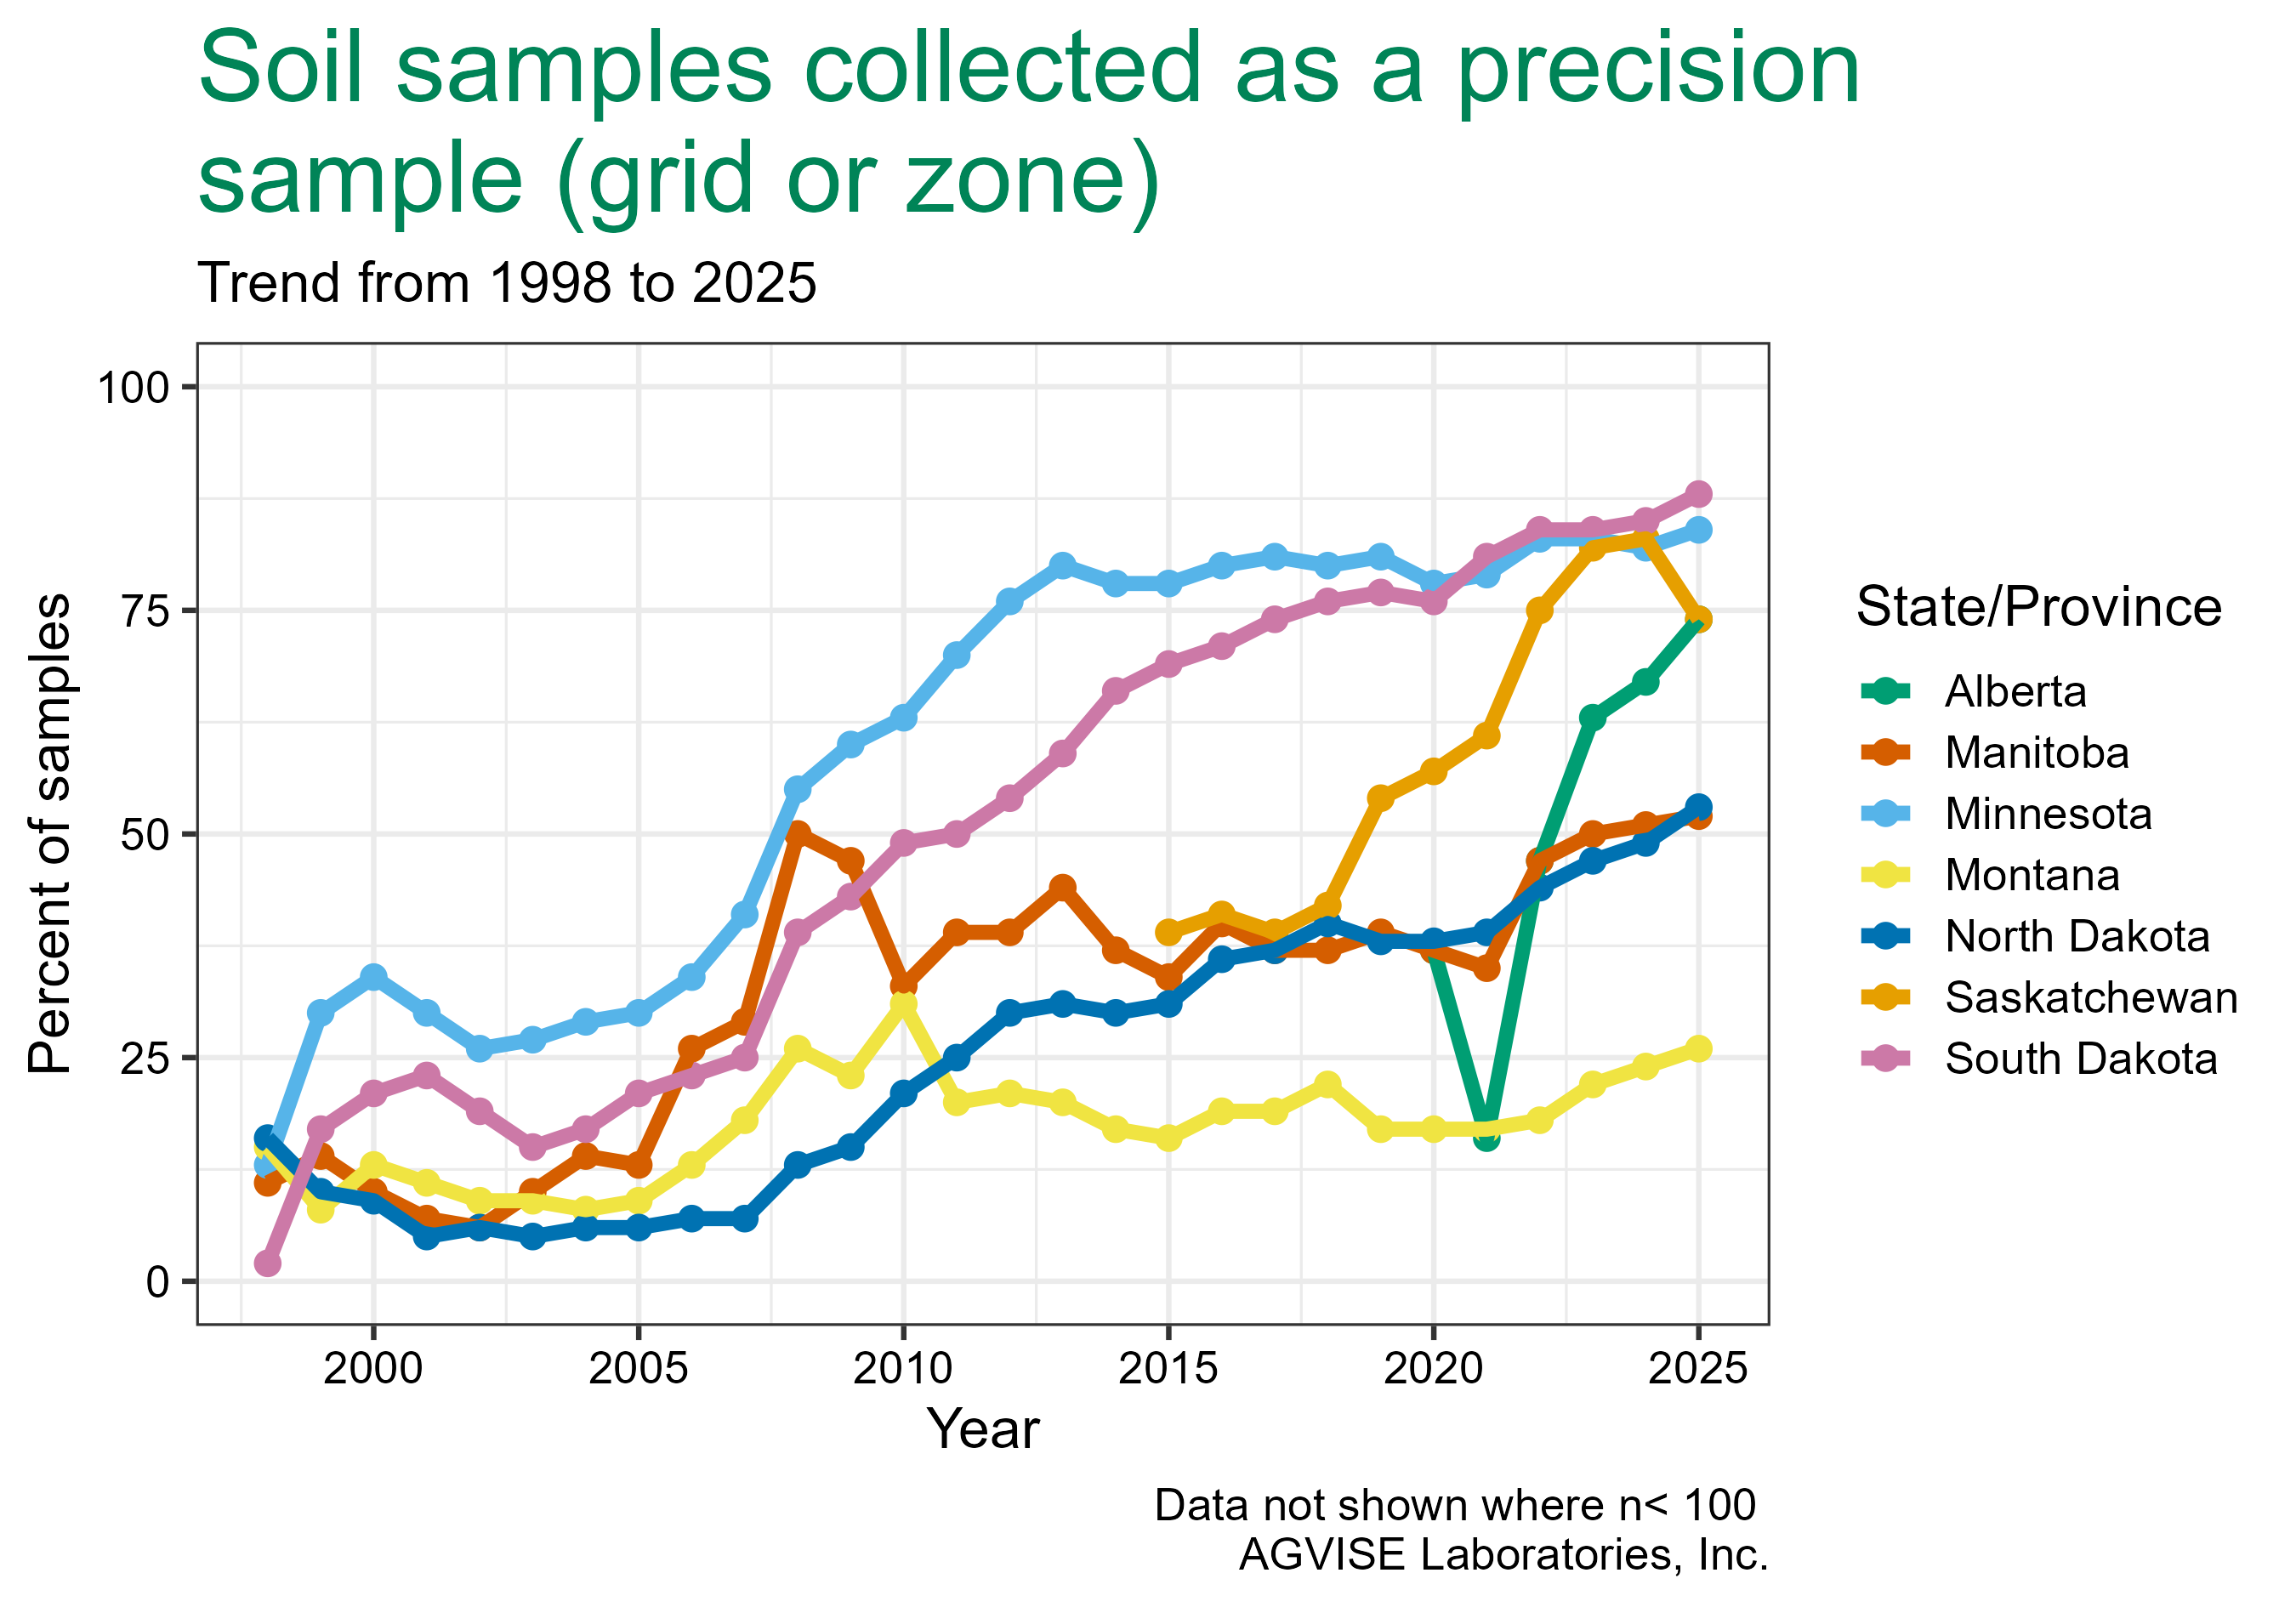 Soil samples collected as a precision
sample (grid or zone)
Trend from 1998 to 2025
Percent of samples
100
75
50
25
0
2000 2005 2010 2015 2020 2025
Year
State/Province
Alberta
Manitoba
Minnesota
Montana
North Dakota
Saskatchewan
South Dakota
Data not shown where n< 100
AGVISE Laboratories, Inc.